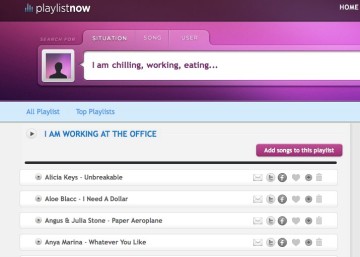 playlistnow
HOME
SEARCH FOR
SITUATION
SONG
USER
I am chilling, working, eating...
All Playlist
Top Playlists
I AM WORKING AT THE OFFICE
Add songs to this playlist
Alicia Keys - Unbreakable
Aloe Blacc - I Need A Dollar
Angus & Julia Stone - Paper Aeroplane
Anya Marina - Whatever You Like